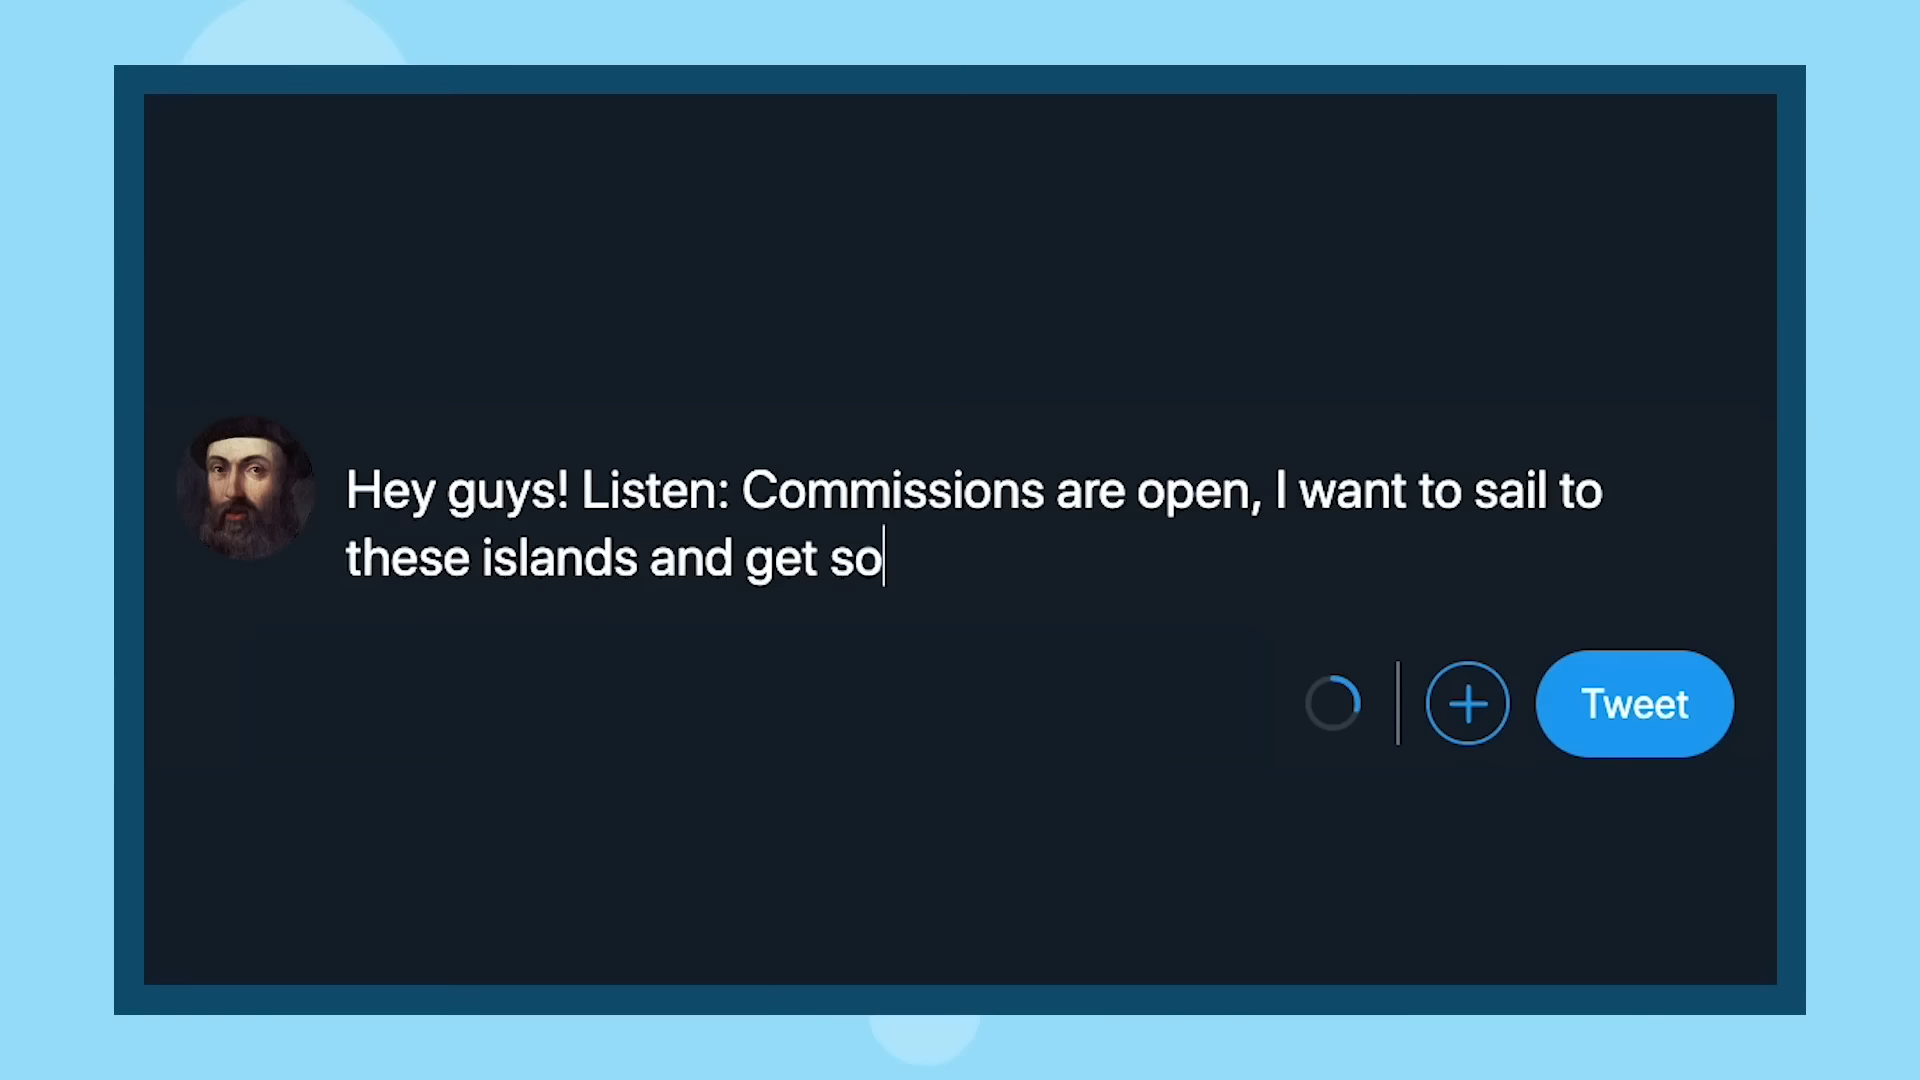 Hey guys! Listen: Commissions are open, I want to sail to
these islands and get so
Tweet